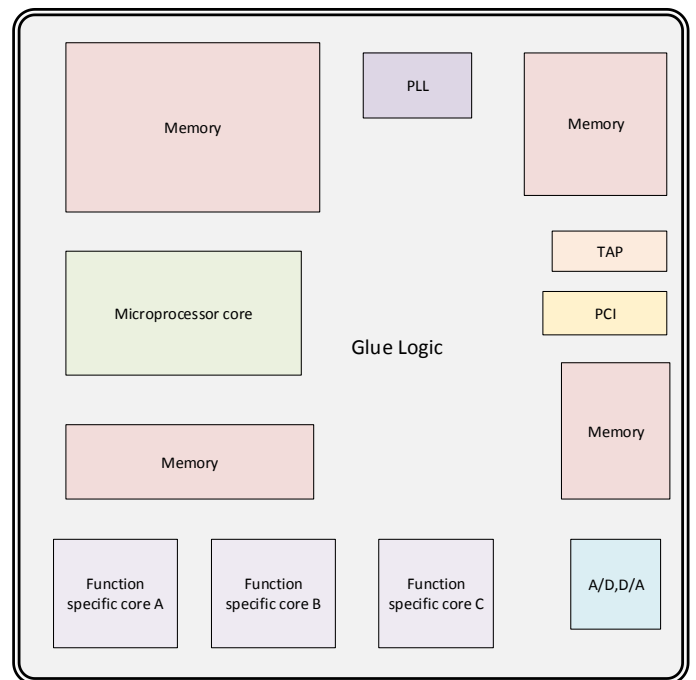 PLL
Memory
Memory
TAP
Microprocessor core
PCI
Glue Logic
Memory
Memory
Function
specific core A
Function
specific core B
Function
specific core C
A/D,D/A